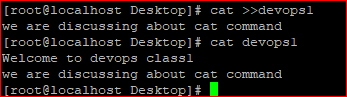 [root@localhost Desktop]# cat >>devops1
we are discussing about cat command
[root@localhost Desktop]# cat devops1
Welcome to devops class1
we are discussing about cat command
[root@localhost Desktop]#